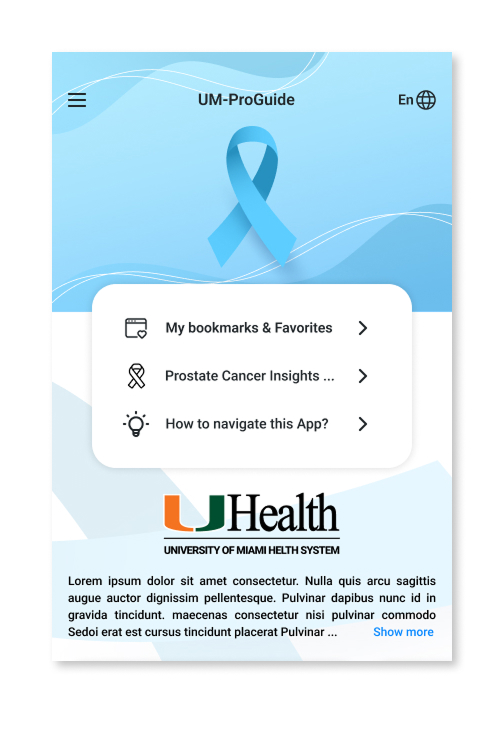 UM-ProGuide
En
My bookmarks & Favorites
Prostate Cancer Insights ...
How to navigate this App?
UHealth
UNIVERSITY OF MIAMI HELTH SYSTEM
Lorem ipsum dolor sit amet consectetur. Nulla quis arcu sagittis
augue auctor dignissim pellentesque. Pulvinar dapibus nunc id in
gravida tincidunt. maecenas consectetur nisi pulvinar commodo
Sedoi erat est cursus tincidunt placerat Pulvinar ... Show more